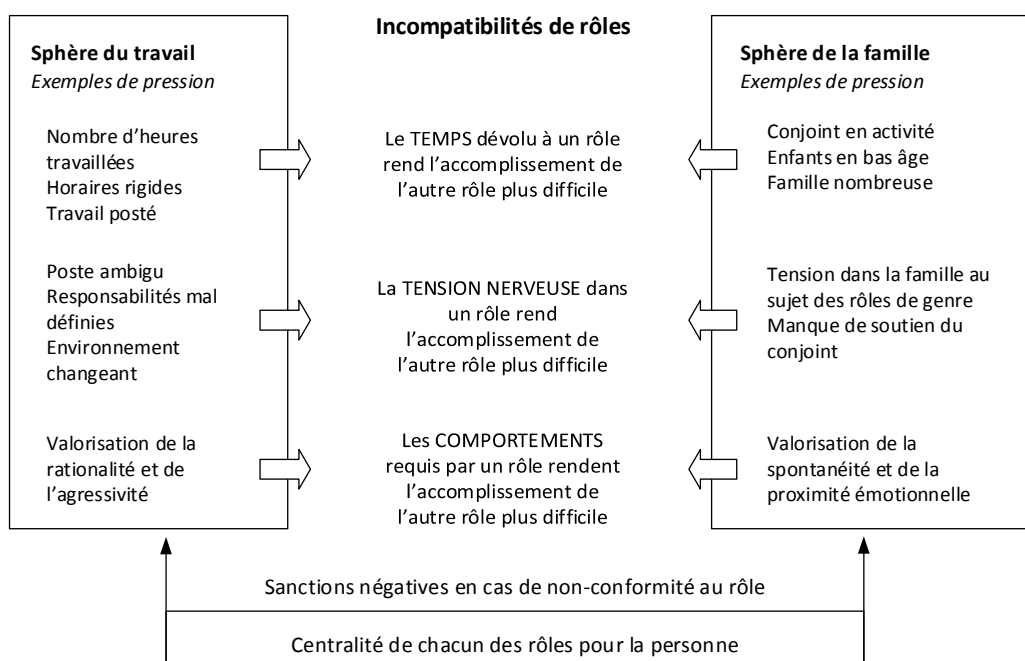 Incompatibilités de rôles
Sphère du travail
Exemples de pression
Nombre d’heures
travaillées
Horaires rigides
Travail posté
Poste ambigu
Responsabilités mal
définies
Environnement
changeant
Valorisation de la
rationalité et de
l’agressivité
Le TEMPS dévolu à un rôle
rend l’accomplissement de
l’autre rôle plus difficile
La TENSION NERVEUSE dans
un rôle rend
l’accomplissement de
l’autre rôle plus difficile
Les COMPORTEMENTS
requis par un rôle rendent
l’accomplissement de
l’autre rôle plus difficile
Sphère de la famille
Exemples de pression
Conjoint en activité
Enfants en bas âge
Famille nombreuse
Tension dans la famille au
sujet des rôles de genre
Manque de soutien du
conjoint
Valorisation de la
spontanéité et de la
proximité émotionnelle
Sanctions négatives en cas de non-conformité au rôle
Centralité de chacun des rôles pour la personne